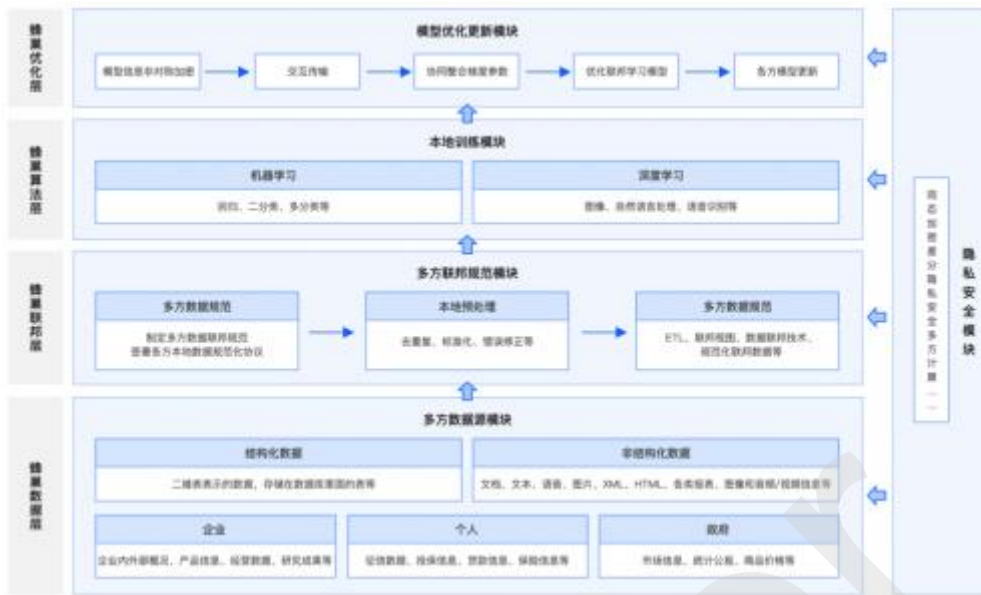 蜂巢优化层
模型优化更新模块
模型信息非对称加密
交互传输
协同整合梯度参数
优化联邦学习模型
各方模型更新
蜂巢算法层
本地训练模块
机器学习
回归、二分类、多分类等
深度学习
图像、自然语言处理、语音识别等
蜂巢联邦层
多方联邦规范模块
多方数据规范
制定多方数据联邦规范
签署各方本地数据规范化协议
本地预处理
去重复、标准化、错误修正等
多方数据规范
ETL、联邦视图、数据联邦技术、
规范化联邦数据等
蜂巢数据层
多方数据源模块
结构化数据
二维表表示的数据，存储在数据库里面的表等
非结构化数据
文档、文本、语音、图片、XML、HTML、各类报表、图像和音频/视频信息等
企业
企业内外部概况、产品信息、经营数据、研究成果等
个人
征信数据、投保信息、贷款信息、保险信息等
政府
市场信息、统计公报、商品价格等
同态加密差分隐私安全多方计算……
隐私安全模块